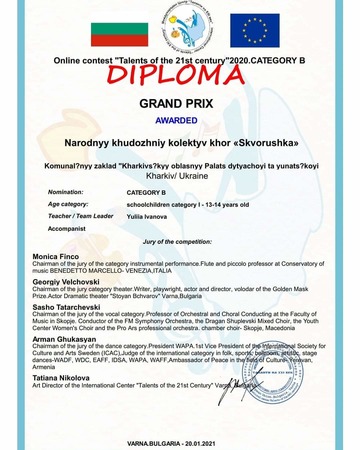 Online contest "Talents of the 21st century"2020.CATEGORY B
DIPLOMA
GRAND PRIX
AWARDED
Narodnyy khudozhniy kolektyv khor «Skvorushka»
Komunal?nyy zaklad "Kharkivs?kyy oblasnyy Palats dytyachoyi ta yunats?koyi
Kharkiv/ Ukraine
Nomination: CATEGORY B
Age category: schoolchildren category I - 13-14 years old
Teacher / Team Leader Yuliia Ivanova
Accompanist
Jury of the competition:
Monica Finco
Chairman of the jury of the category instrumental performance.Flute and piccolo professor at Conservatory of
music BENEDETTO MARCELLO- VENEZIA,ITALIA
Georgiy Velchovski
Chairman of the jury category theater.Writer, playwright, actor and director, volodar of the Golden Mask
Prize.Actor Dramatic theater "Stoyan Bchvarov" Varna,Bulgaria
Sasho Tatarchevski
Chairman of the jury of the vocal category.Professor of Orchestral and Choral Conducting at the Faculty of
Music in Skopje. Conductor of the FM Symphony Orchestra, the Dragan Shuplevski Mixed Choir, the Youth
Center Women's Choir and the Pro Ars professional orchestra. chamber choir- Skopje, Macedonia
Arman Ghukasyan
Chairman of the jury of the dance category.President WAPA.1st Vice President of the International Society for
Culture and Arts Sweden (ICAC),Judge of the international category in folk, sports, ballroom, artistic, stage
dances-WADF, WDC, EAFF, IDSA, WAPA, WAFF,Ambassador of Peace in the field of Culture- Yerevan,
Armenia
Tatiana Nikolova
Art Director of the International Center "Talents of the 21st Century" Varna,Bulgaria
VARNA.BULGARIA - 20.01.2021